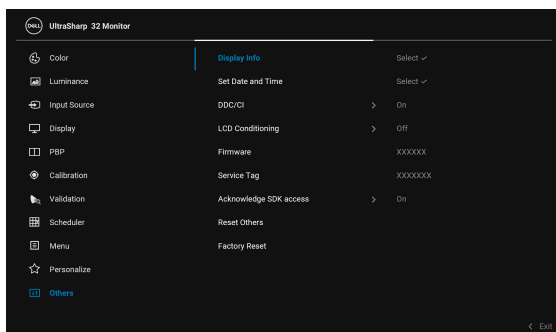 DELL UltraSharp 32 Monitor
Color
Display Info Select ✓
Luminance
Set Date and Time Select ✓
Input Source
DDC/CI > On
Display
LCD Conditioning > Off
PBP
Firmware XXXXXX
Calibration
Service Tag XXXXXXX
Validation
Acknowledge SDK access > On
Scheduler
Reset Others
Menu
Factory Reset
Personalize
Others
< Exit